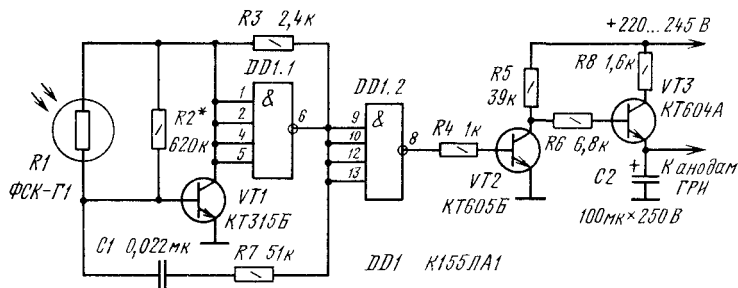 R3 2,4к
+220...245 В
DD1.1
&
1
2
4
5
6
DD1.2
&
9
10
12
13
8
R1
ФСК-Г1
R2*
620к
VT1
КТ315Б
C1 0,022мк
R7 51к
R4 1к
R5
39к
VT2
КТ605Б
R6 6,8к
R8 1,6к
VT3
КТ604А
К анодам
ГРИ
C2
+
100мк×250В
DD1 К155ЛА1